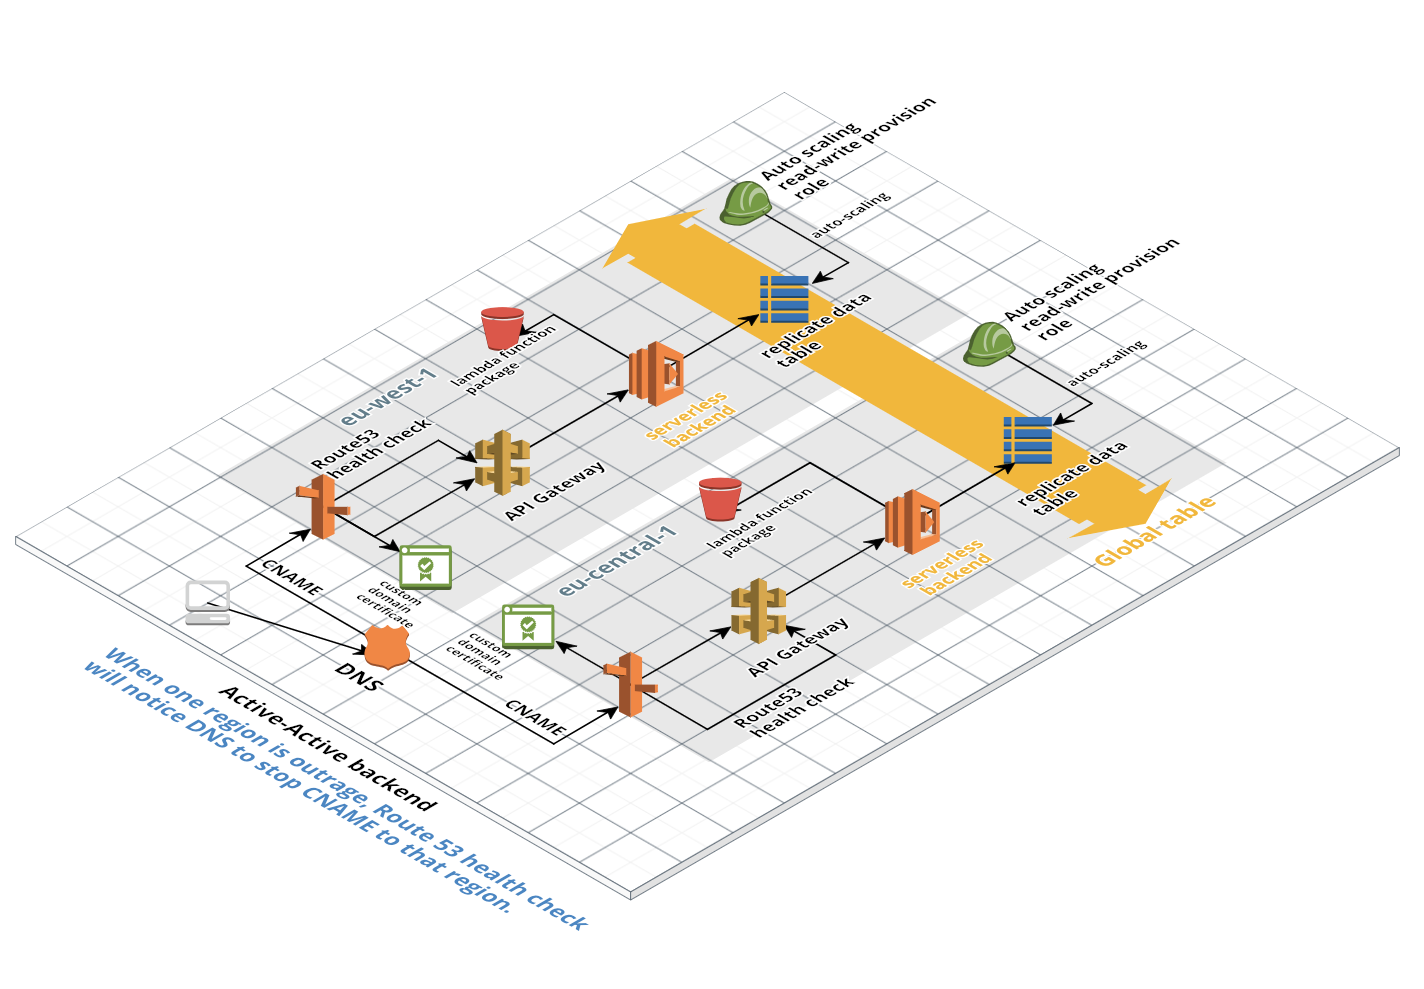 Auto scaling
read-write provision
role
auto-scaling
Auto scaling
read-write provision
role
auto-scaling
replicate data
table
replicate data
table
Global-table
lambda function
package
eu-west-1
serverless
backend
Route53
health check
API Gateway
lambda function
package
eu-central-1
serverless
backend
CNAME
custom
domain
certificate
custom
domain
certificate
API Gateway
DNS
CNAME
Route53
health check
Active-Active backend
When one region is outrage, Route 53 health check
will notice DNS to stop CNAME to that region.